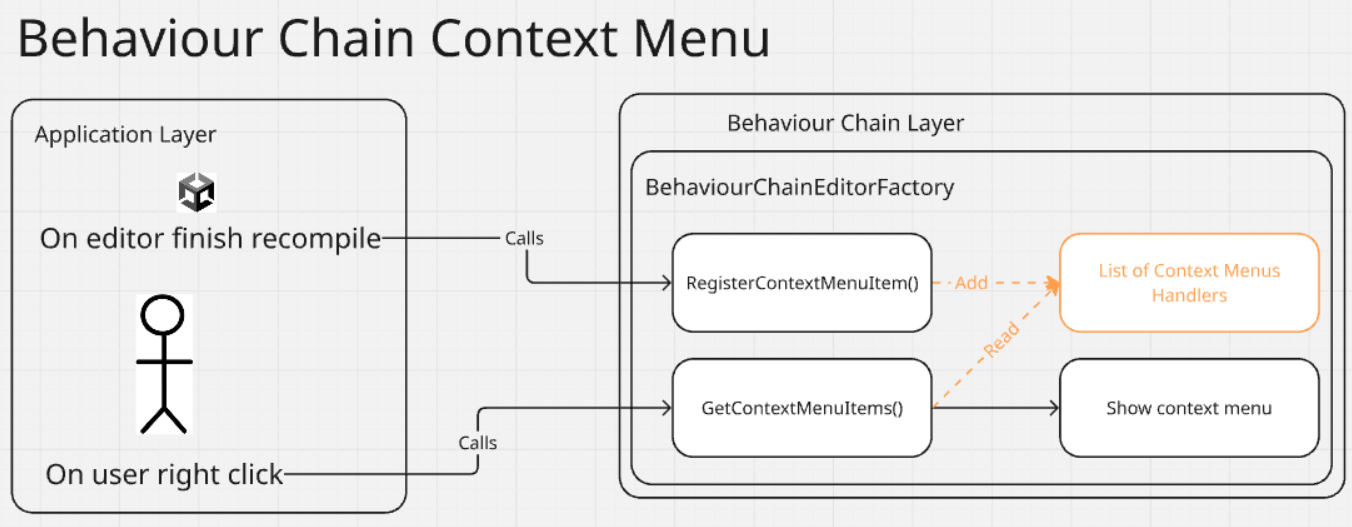 Behaviour Chain Context Menu
Application Layer
On editor finish recompile
On user right click
Calls
Calls
Behaviour Chain Layer
BehaviourChainEditorFactory
RegisterContextMenuItem()
Add
List of Context Menus
Handlers
Read
GetContextMenuItems()
Show context menu